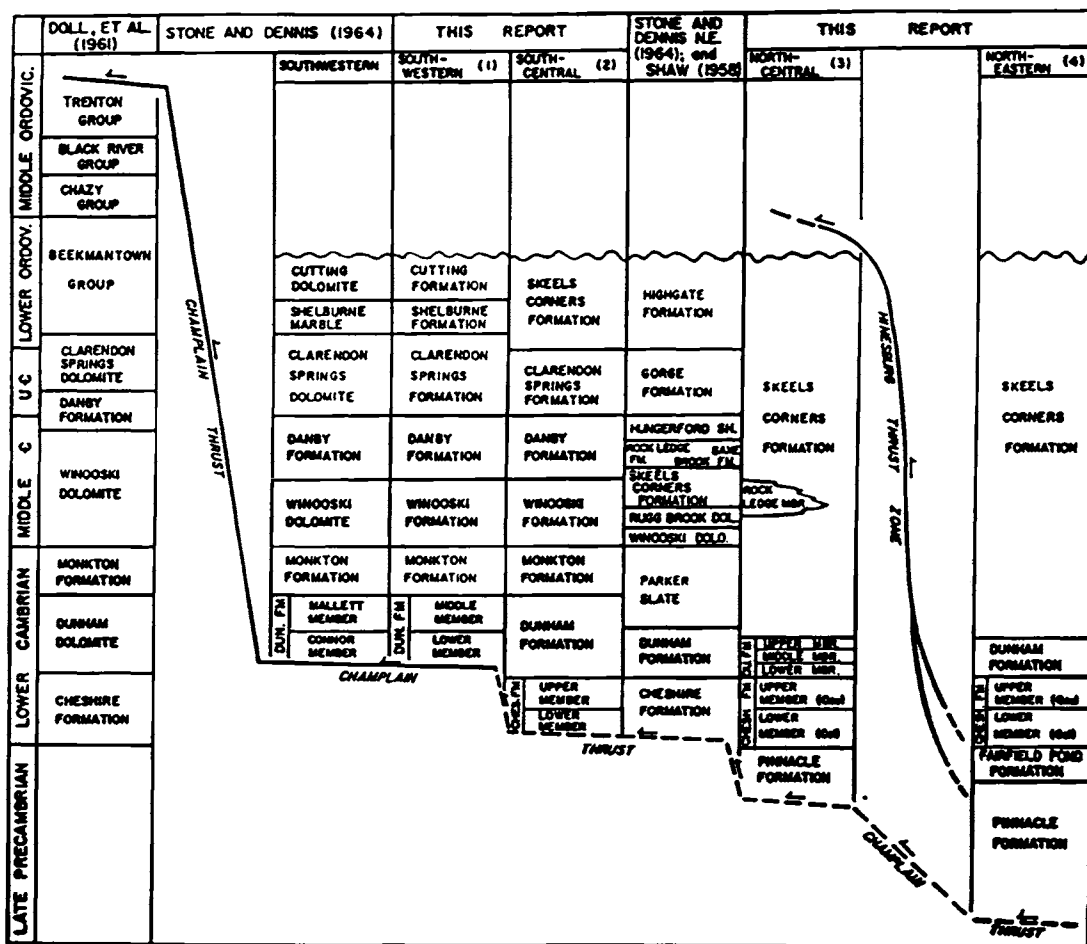 DOLL, ET AL.
(1961)
STONE AND DENNIS (1964)
THIS REPORT
STONE AND
DENNIS N.E.
(1964); and
SHAW (1958)
THIS REPORT
SOUTHWESTERN
SOUTH-
WESTERN (1)
SOUTH-
CENTRAL (2)
NORTH-
CENTRAL (3)
NORTH-
EASTERN (4)
MIDDLE ORDOVIC.
LOWER ORDOV.
U C
MIDDLE C
LOWER CAMBRIAN
LATE PRECAMBRIAN
TRENTON
GROUP
BLACK RIVER
GROUP
CHAZY
GROUP
BEEKMANTOWN
GROUP
CLARENDON
SPRINGS
DOLOMITE
DANBY
FORMATION
WINOOSKI
DOLOMITE
MONKTON
FORMATION
DUNHAM
DOLOMITE
CHESHIRE
FORMATION
CHAMPLAIN
THRUST
CUTTING
DOLOMITE
SHELBURNE
MARBLE
CLARENDON
SPRINGS
DOLOMITE
DANBY
FORMATION
WINOOSKI
DOLOMITE
MONKTON
FORMATION
DUN. FM
MALLETT
MEMBER
CONNOR
MEMBER
CUTTING
FORMATION
SHELBURNE
FORMATION
CLARENDON
SPRINGS
FORMATION
DANBY
FORMATION
WINOOSKI
FORMATION
MONKTON
FORMATION
DUN. FM
MIDDLE
MEMBER
LOWER
MEMBER
CHAMPLAIN
THRUST
SKEELS
CORNERS
FORMATION
CLARENDON
SPRINGS
FORMATION
DANBY
FORMATION
WINOOSKI
FORMATION
MONKTON
FORMATION
DUNHAM
FORMATION
CHES. FM
UPPER
MEMBER
LOWER
MEMBER
HIGHGATE
FORMATION
GORGE
FORMATION
HUNGERFORD SH.
ROCK LEDGE SAXE
FM. BROOK FM.
SKEELS
CORNERS
FORMATION
RUGG BROOK DOL.
WINOOSKI DOLO.
PARKER
SLATE
DUNHAM
FORMATION
CHESHIRE
FORMATION
SKEELS
CORNERS
FORMATION
ROCK
LEDGE MBR.
DU. FM
UPPER MBR.
MIDDLE MBR.
LOWER MBR.
CHESH. FM
UPPER
MEMBER
LOWER
MEMBER
PINNACLE
FORMATION
HINESBURG THRUST ZONE
CHAMPLAIN
THRUST
SKEELS
CORNERS
FORMATION
DUNHAM
FORMATION
CHESH. FM
UPPER
MEMBER
LOWER
MEMBER
FAIRFIELD POND
FORMATION
PINNACLE
FORMATION